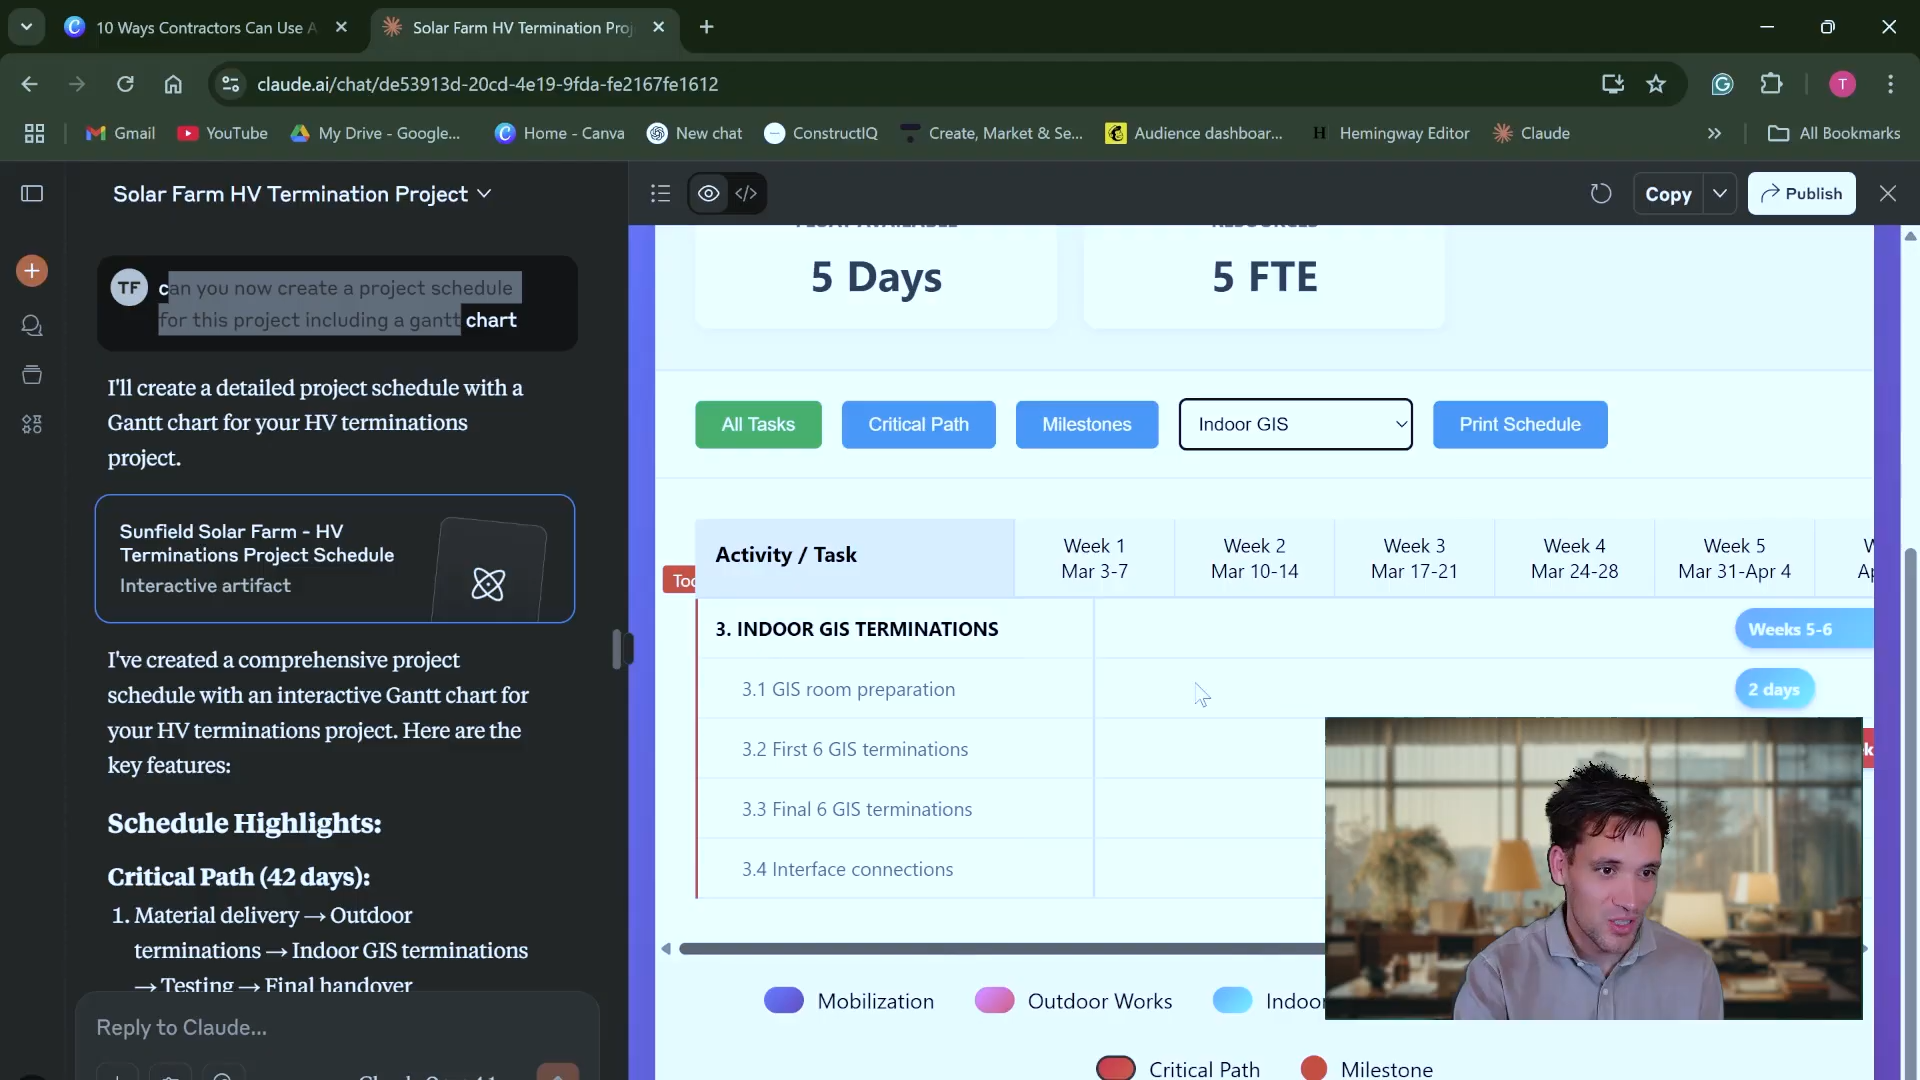 10 Ways Contractors Can Use A
Solar Farm HV Termination Proj
claude.ai/chat/de53913d-20cd-4e19-9fda-fe2167fe1612
T
Gmail
YouTube
My Drive - Google...
Home - Canva
New chat
ConstructIQ
Create, Market & Se...
Audience dashboar...
H Hemingway Editor
Claude
All Bookmarks
Solar Farm HV Termination Project
Copy
Publish
TF
can you now create a project schedule
for this project including a gantt chart
I'll create a detailed project schedule with a
Gantt chart for your HV terminations
project.
Sunfield Solar Farm - HV
Terminations Project Schedule
Interactive artifact
I've created a comprehensive project
schedule with an interactive Gantt chart for
your HV terminations project. Here are the
key features:
Schedule Highlights:
Critical Path (42 days):
1. Material delivery → Outdoor
terminations → Indoor GIS terminations
→ Testing → Final handover
Reply to Claude...
5 Days
5 FTE
All Tasks
Critical Path
Milestones
Indoor GIS
Print Schedule
Activity / Task
Week 1
Mar 3-7
Week 2
Mar 10-14
Week 3
Mar 17-21
Week 4
Mar 24-28
Week 5
Mar 31-Apr 4
3. INDOOR GIS TERMINATIONS
Weeks 5-6
3.1 GIS room preparation
2 days
3.2 First 6 GIS terminations
3.3 Final 6 GIS terminations
3.4 Interface connections
Mobilization
Outdoor Works
Indoor
Critical Path
Milestone